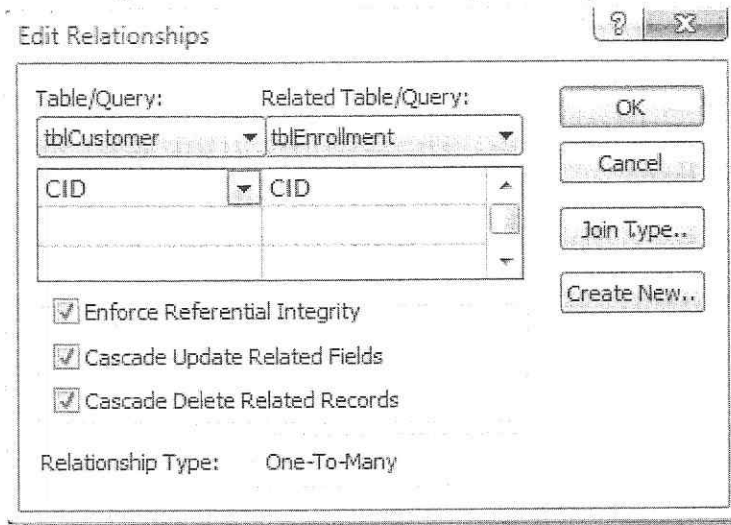 Edit Relationships
Table/Query: Related Table/Query:
tblCustomer tblEnrollment
CID CID
Enforce Referential Integrity
Cascade Update Related Fields
Cascade Delete Related Records
Relationship Type: One-To-Many
OK
Cancel
Join Type..
Create New..